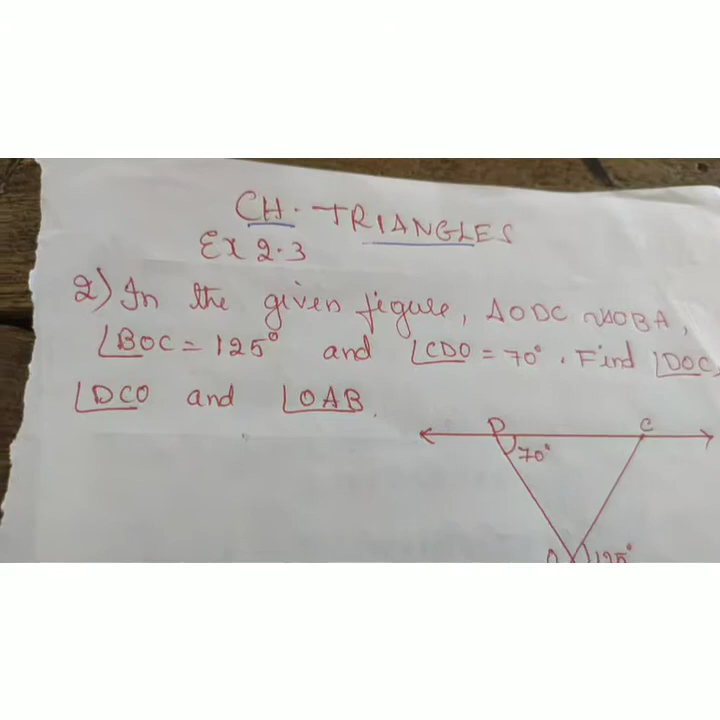 CH. TRIANGLES
Ex 2.3
2) In the given figure, ΔODC ~ ΔOBA,
∠BOC = 125° and ∠CDO = 70°. Find ∠DOC,
∠DCO and ∠OAB.
D C
70°
O 125°